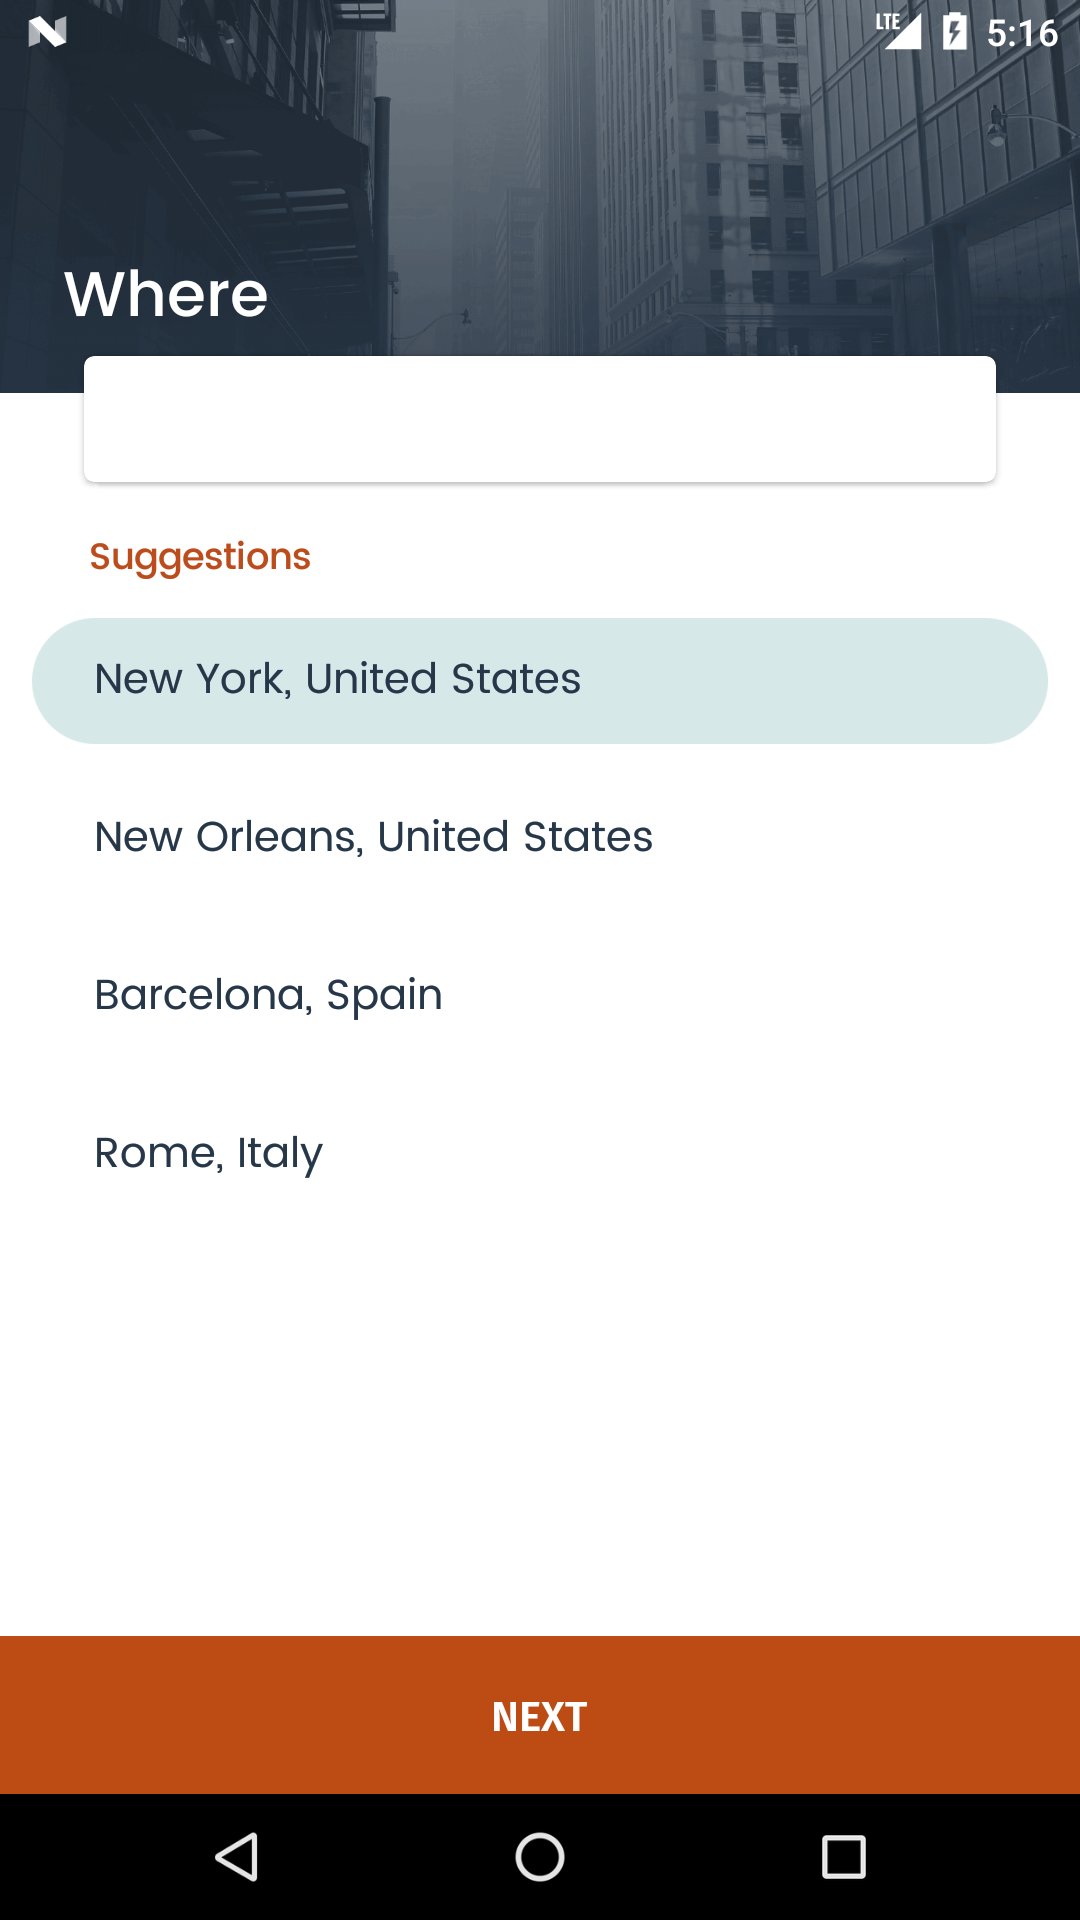 LTE 5:16
Where
Suggestions
New York, United States
New Orleans, United States
Barcelona, Spain
Rome, Italy
NEXT